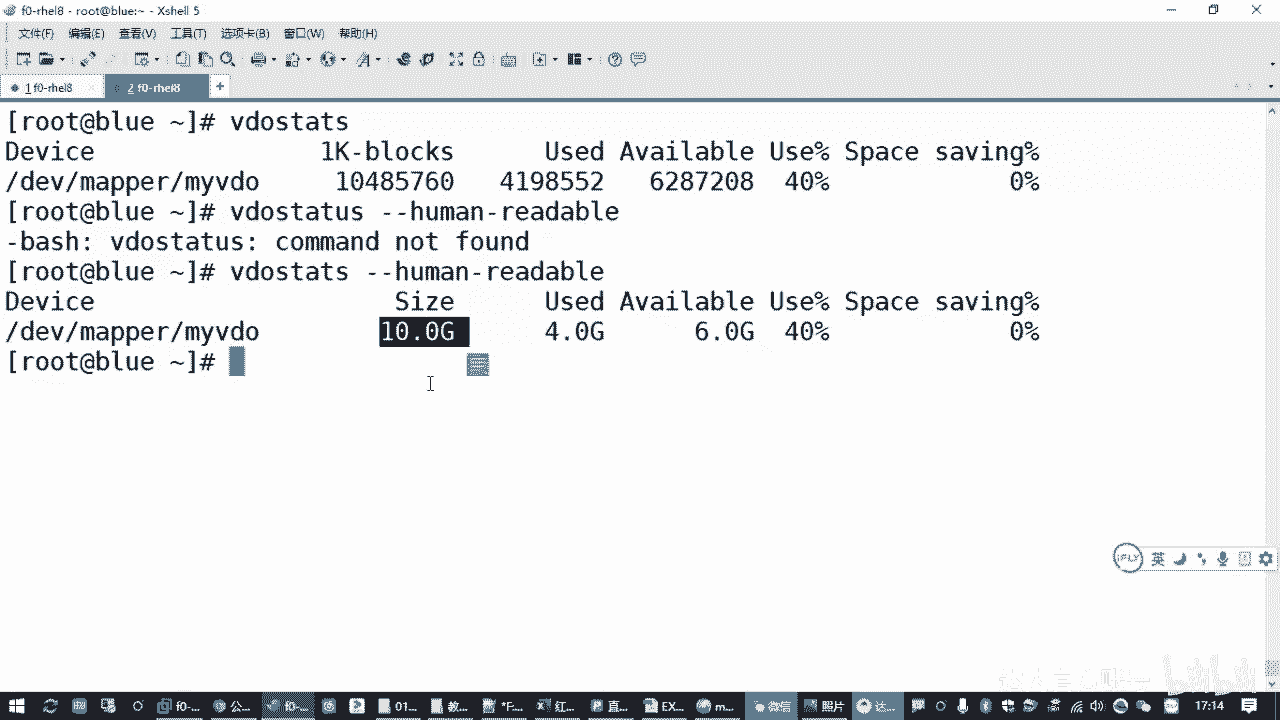 f0-rhel8 - root@blue:~ - Xshell 5
文件(F) 编辑(E) 查看(V) 工具(T) 选项卡(B) 窗口(W) 帮助(H)
1 f0-rhel8 2 f0-rhel8
[root@blue ~]# vdostats
Device 1K-blocks Used Available Use% Space saving%
/dev/mapper/myvdo 10485760 4198552 6287208 40% 0%
[root@blue ~]# vdostatus --human-readable
-bash: vdostatus: command not found
[root@blue ~]# vdostats --human-readable
Device Size Used Available Use% Space saving%
/dev/mapper/myvdo 10.0G 4.0G 6.0G 40% 0%
[root@blue ~]#
iFLY 英
f0-... 公... f0-... 01... 教... *F... 红... 直... EX... m... 微信 照片 达... 17:14